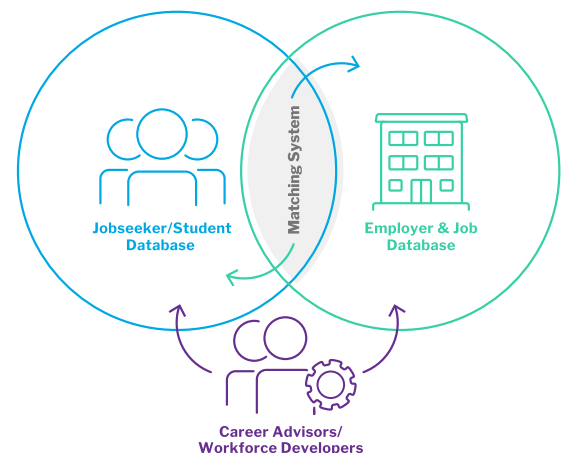 Matching System
Jobseeker/Student
Database
Employer & Job
Database
Career Advisors/
Workforce Developers